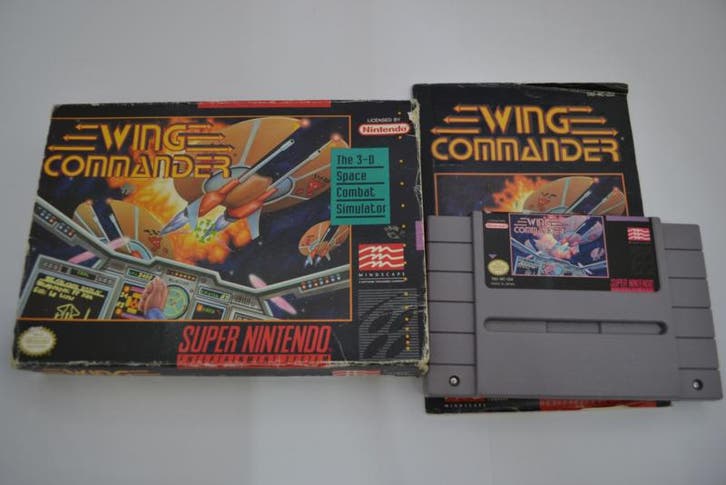 WING
COMMANDER
LICENSED BY
Nintendo
The 3-D
Space
Combat
Simulator
MINDSCAPE
SUPER NINTENDO
ENTERTAINMENT SYSTEM
WING
COMMANDER
WING
COMMANDER
SUPER NINTENDO
MINDSCAPE